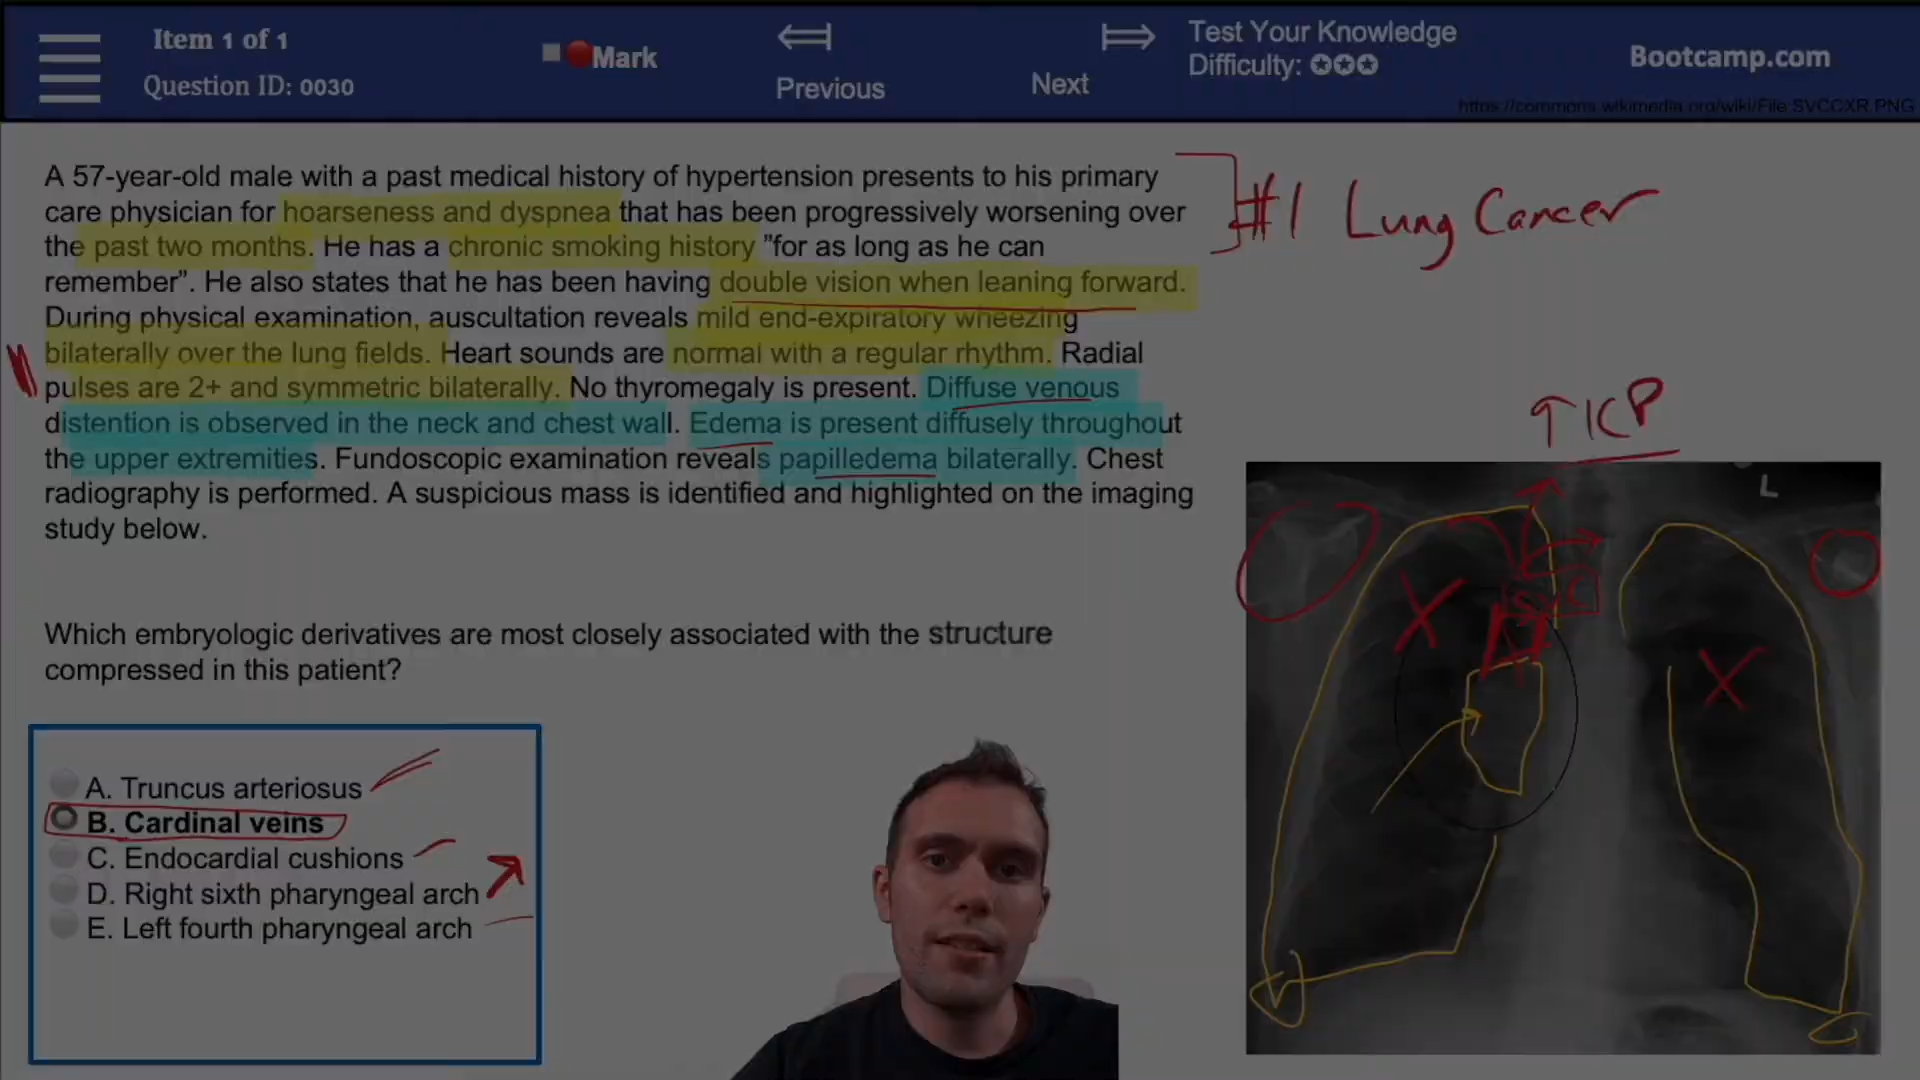 Item 1 of 1
Question ID: 0030
Mark
Previous
Next
Test Your Knowledge
Difficulty:
Bootcamp.com
https://commons.wikimedia.org/wiki/File:SVCCXR.PNG
A 57-year-old male with a past medical history of hypertension presents to his primary
care physician for hoarseness and dyspnea that has been progressively worsening over
the past two months. He has a chronic smoking history "for as long as he can
remember". He also states that he has been having double vision when leaning forward.
During physical examination, auscultation reveals mild end-expiratory wheezing
bilaterally over the lung fields. Heart sounds are normal with a regular rhythm. Radial
pulses are 2+ and symmetric bilaterally. No thyromegaly is present. Diffuse venous
distention is observed in the neck and chest wall. Edema is present diffusely throughout
the upper extremities. Fundoscopic examination reveals papilledema bilaterally. Chest
radiography is performed. A suspicious mass is identified and highlighted on the imaging
study below.
#1 Lung Cancer
Which embryologic derivatives are most closely associated with the structure
compressed in this patient?
A. Truncus arteriosus
B. Cardinal veins
C. Endocardial cushions
D. Right sixth pharyngeal arch
E. Left fourth pharyngeal arch
↑ICP
L
X
SVC
X